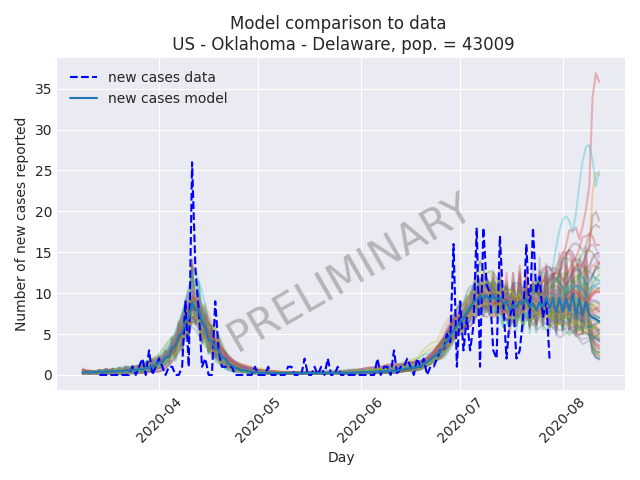 Model comparison to data
US - Oklahoma - Delaware, pop. = 43009
new cases data
new cases model
PRELIMINARY
Number of new cases reported
35
30
25
20
15
10
5
0
2020-04
2020-05
2020-06
2020-07
2020-08
Day